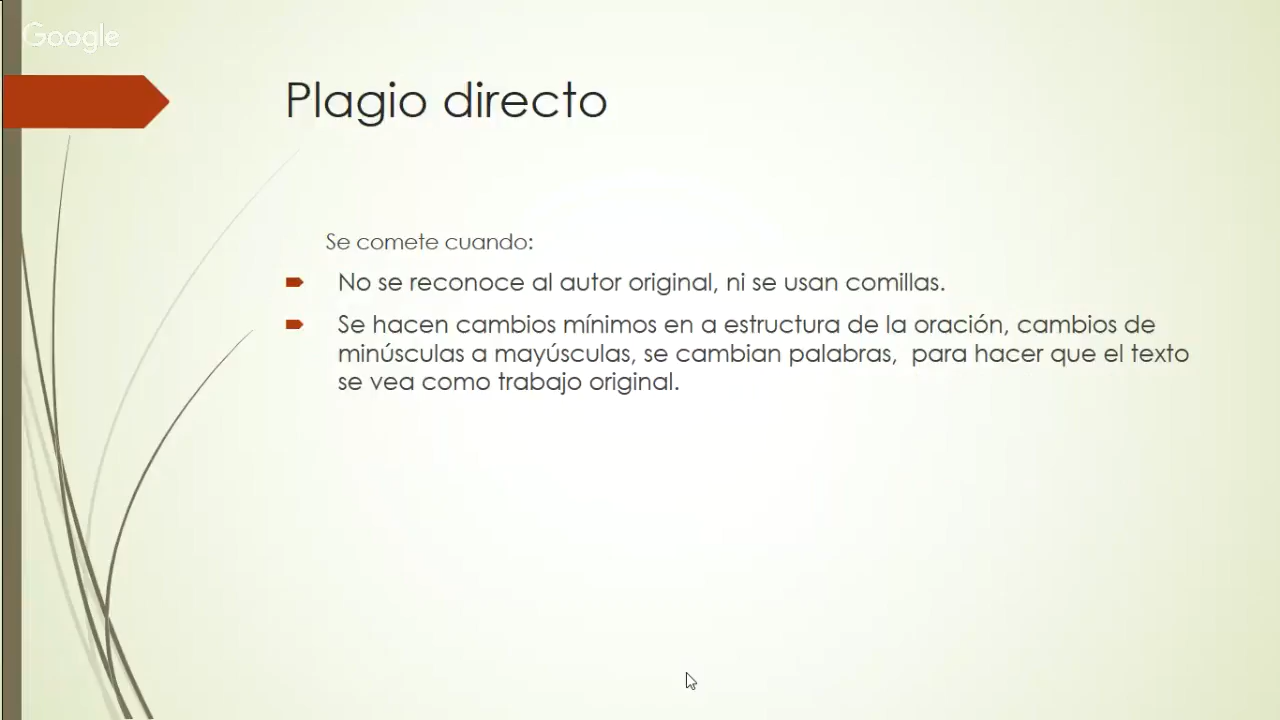 Google
Plagio directo
Se comete cuando:
No se reconoce al autor original, ni se usan comillas.
Se hacen cambios mínimos en a estructura de la oración, cambios de
minúsculas a mayúsculas, se cambian palabras,  para hacer que el texto
se vea como trabajo original.